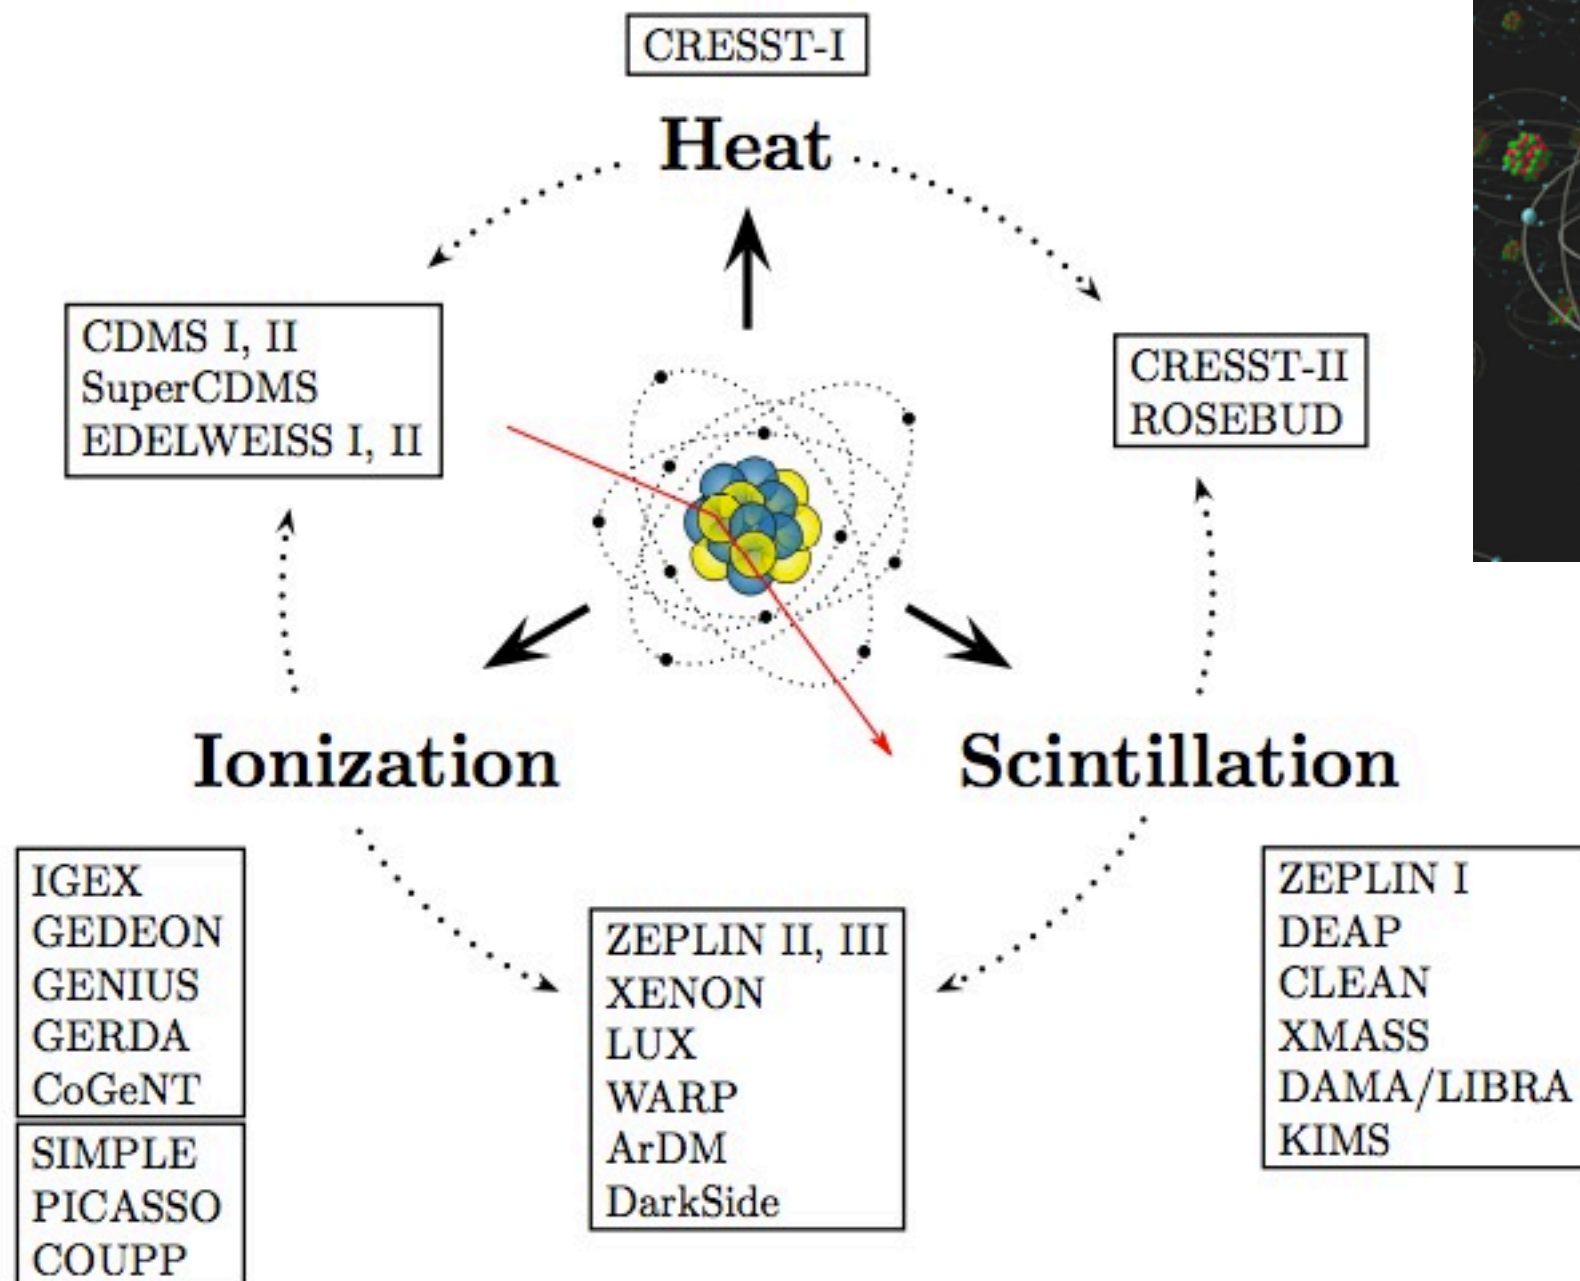 CRESST-I
Heat
CDMS I, II
SuperCDMS
EDELWEISS I, II
CRESST-II
ROSEBUD
Ionization
Scintillation
IGEX
GEDEON
GENIUS
GERDA
CoGeNT
SIMPLE
PICASSO
COUPP
ZEPLIN II, III
XENON
LUX
WARP
ArDM
DarkSide
ZEPLIN I
DEAP
CLEAN
XMASS
DAMA/LIBRA
KIMS